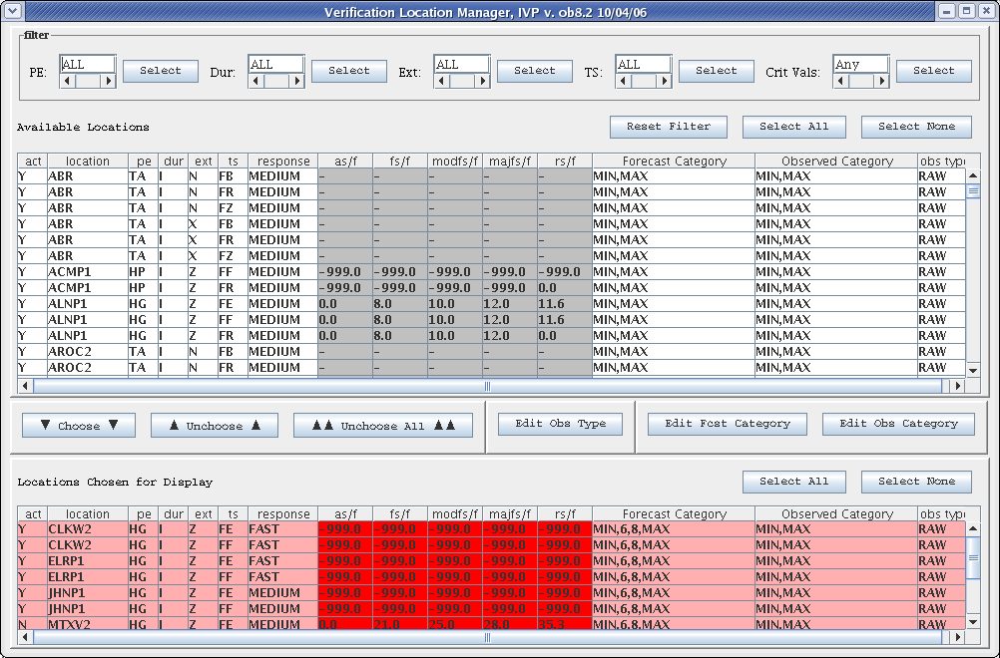 Verification Location Manager, IVP v. ob8.2 10/04/06
filter
PE: ALL Select Dur: ALL Select Ext: ALL Select TS: ALL Select Crit Vals: Any Select
Available Locations Reset Filter Select All Select None
act location pe dur ext ts response as/f fs/f modfs/f majfs/f rs/f Forecast Category Observed Category obs type
Y ABR TA I N FB MEDIUM - - - - - MIN,MAX MIN,MAX RAW
Y ABR TA I N FR MEDIUM - - - - - MIN,MAX MIN,MAX RAW
Y ABR TA I N FZ MEDIUM - - - - - MIN,MAX MIN,MAX RAW
Y ABR TA I X FB MEDIUM - - - - - MIN,MAX MIN,MAX RAW
Y ABR TA I X FR MEDIUM - - - - - MIN,MAX MIN,MAX RAW
Y ABR TA I X FZ MEDIUM - - - - - MIN,MAX MIN,MAX RAW
Y ACMP1 HP I Z FF MEDIUM -999.0 -999.0 -999.0 -999.0 -999.0 MIN,MAX MIN,MAX RAW
Y ACMP1 HP I Z FR MEDIUM -999.0 -999.0 -999.0 -999.0 0.0 MIN,MAX MIN,MAX RAW
Y ALNP1 HG I Z FE MEDIUM 0.0 8.0 10.0 12.0 11.6 MIN,MAX MIN,MAX RAW
Y ALNP1 HG I Z FF MEDIUM 0.0 8.0 10.0 12.0 11.6 MIN,MAX MIN,MAX RAW
Y ALNP1 HG I Z FR MEDIUM 0.0 8.0 10.0 12.0 0.0 MIN,MAX MIN,MAX RAW
Y AROC2 TA I N FB MEDIUM - - - - - MIN,MAX MIN,MAX RAW
Y AROC2 TA I N FR MEDIUM - - - - - MIN,MAX MIN,MAX RAW
▼ Choose ▼ ▲ Unchoose ▲ ▲▲ Unchoose All ▲▲ Edit Obs Type Edit Fcst Category Edit Obs Category
Locations Chosen for Display Select All Select None
act location pe dur ext ts response as/f fs/f modfs/f majfs/f rs/f Forecast Category Observed Category obs type
Y CLKW2 HG I Z FE FAST -999.0 -999.0 -999.0 -999.0 -999.0 MIN,6,8,MAX MIN,MAX RAW
Y CLKW2 HG I Z FF FAST -999.0 -999.0 -999.0 -999.0 -999.0 MIN,6,8,MAX MIN,MAX RAW
Y ELRP1 HG I Z FE FAST -999.0 -999.0 -999.0 -999.0 -999.0 MIN,6,8,MAX MIN,MAX RAW
Y ELRP1 HG I Z FF FAST -999.0 -999.0 -999.0 -999.0 -999.0 MIN,6,8,MAX MIN,MAX RAW
Y JHNP1 HG I Z FE MEDIUM -999.0 -999.0 -999.0 -999.0 -999.0 MIN,6,8,MAX MIN,MAX RAW
Y JHNP1 HG I Z FF MEDIUM -999.0 -999.0 -999.0 -999.0 -999.0 MIN,6,8,MAX MIN,MAX RAW
N MTXV2 HG I Z FE MEDIUM 0.0 21.0 25.0 28.0 35.3 MIN,6,8,MAX MIN,MAX RAW